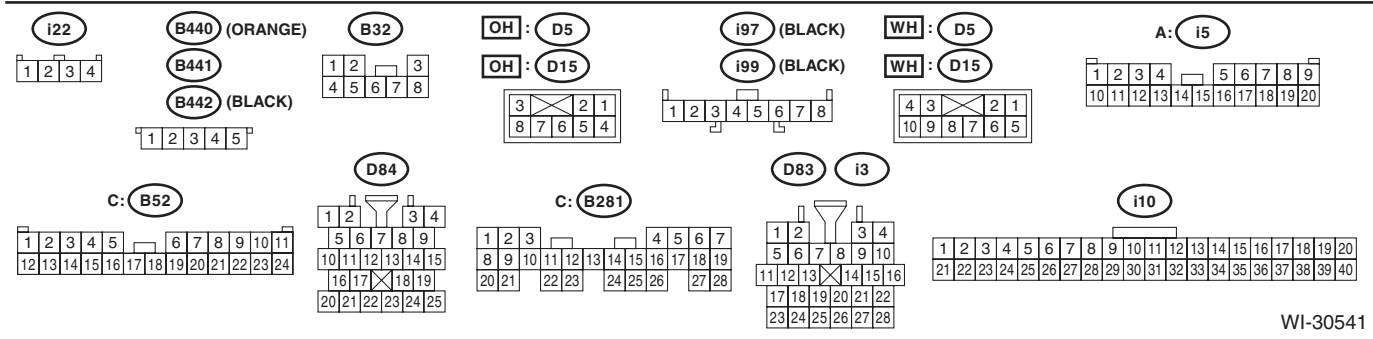 i22
1 2 3 4
B440 (ORANGE)
B441
B442 (BLACK)
1 2 3 4 5
B32
1 2 3
4 5 6 7 8
OH : D5
OH : D15
3 2 1
8 7 6 5 4
i97 (BLACK)
i99 (BLACK)
1 2 3 4 5 6 7 8
WH : D5
WH : D15
4 3 2 1
10 9 8 7 6 5
A: i5
1 2 3 4 5 6 7 8 9
10 11 12 13 14 15 16 17 18 19 20
C: B52
1 2 3 4 5 6 7 8 9 10 11
12 13 14 15 16 17 18 19 20 21 22 23 24
D84
1 2 3 4
5 6 7 8 9
10 11 12 13 14 15
16 17 18 19
20 21 22 23 24 25
C: B281
1 2 3 4 5 6 7
8 9 10 11 12 13 14 15 16 17 18 19
20 21 22 23 24 25 26 27 28
D83 i3
1 2 3 4
5 6 7 8 9 10
11 12 13 14 15 16
17 18 19 20 21 22
23 24 25 26 27 28
i10
1 2 3 4 5 6 7 8 9 10 11 12 13 14 15 16 17 18 19 20
21 22 23 24 25 26 27 28 29 30 31 32 33 34 35 36 37 38 39 40
WI-30541